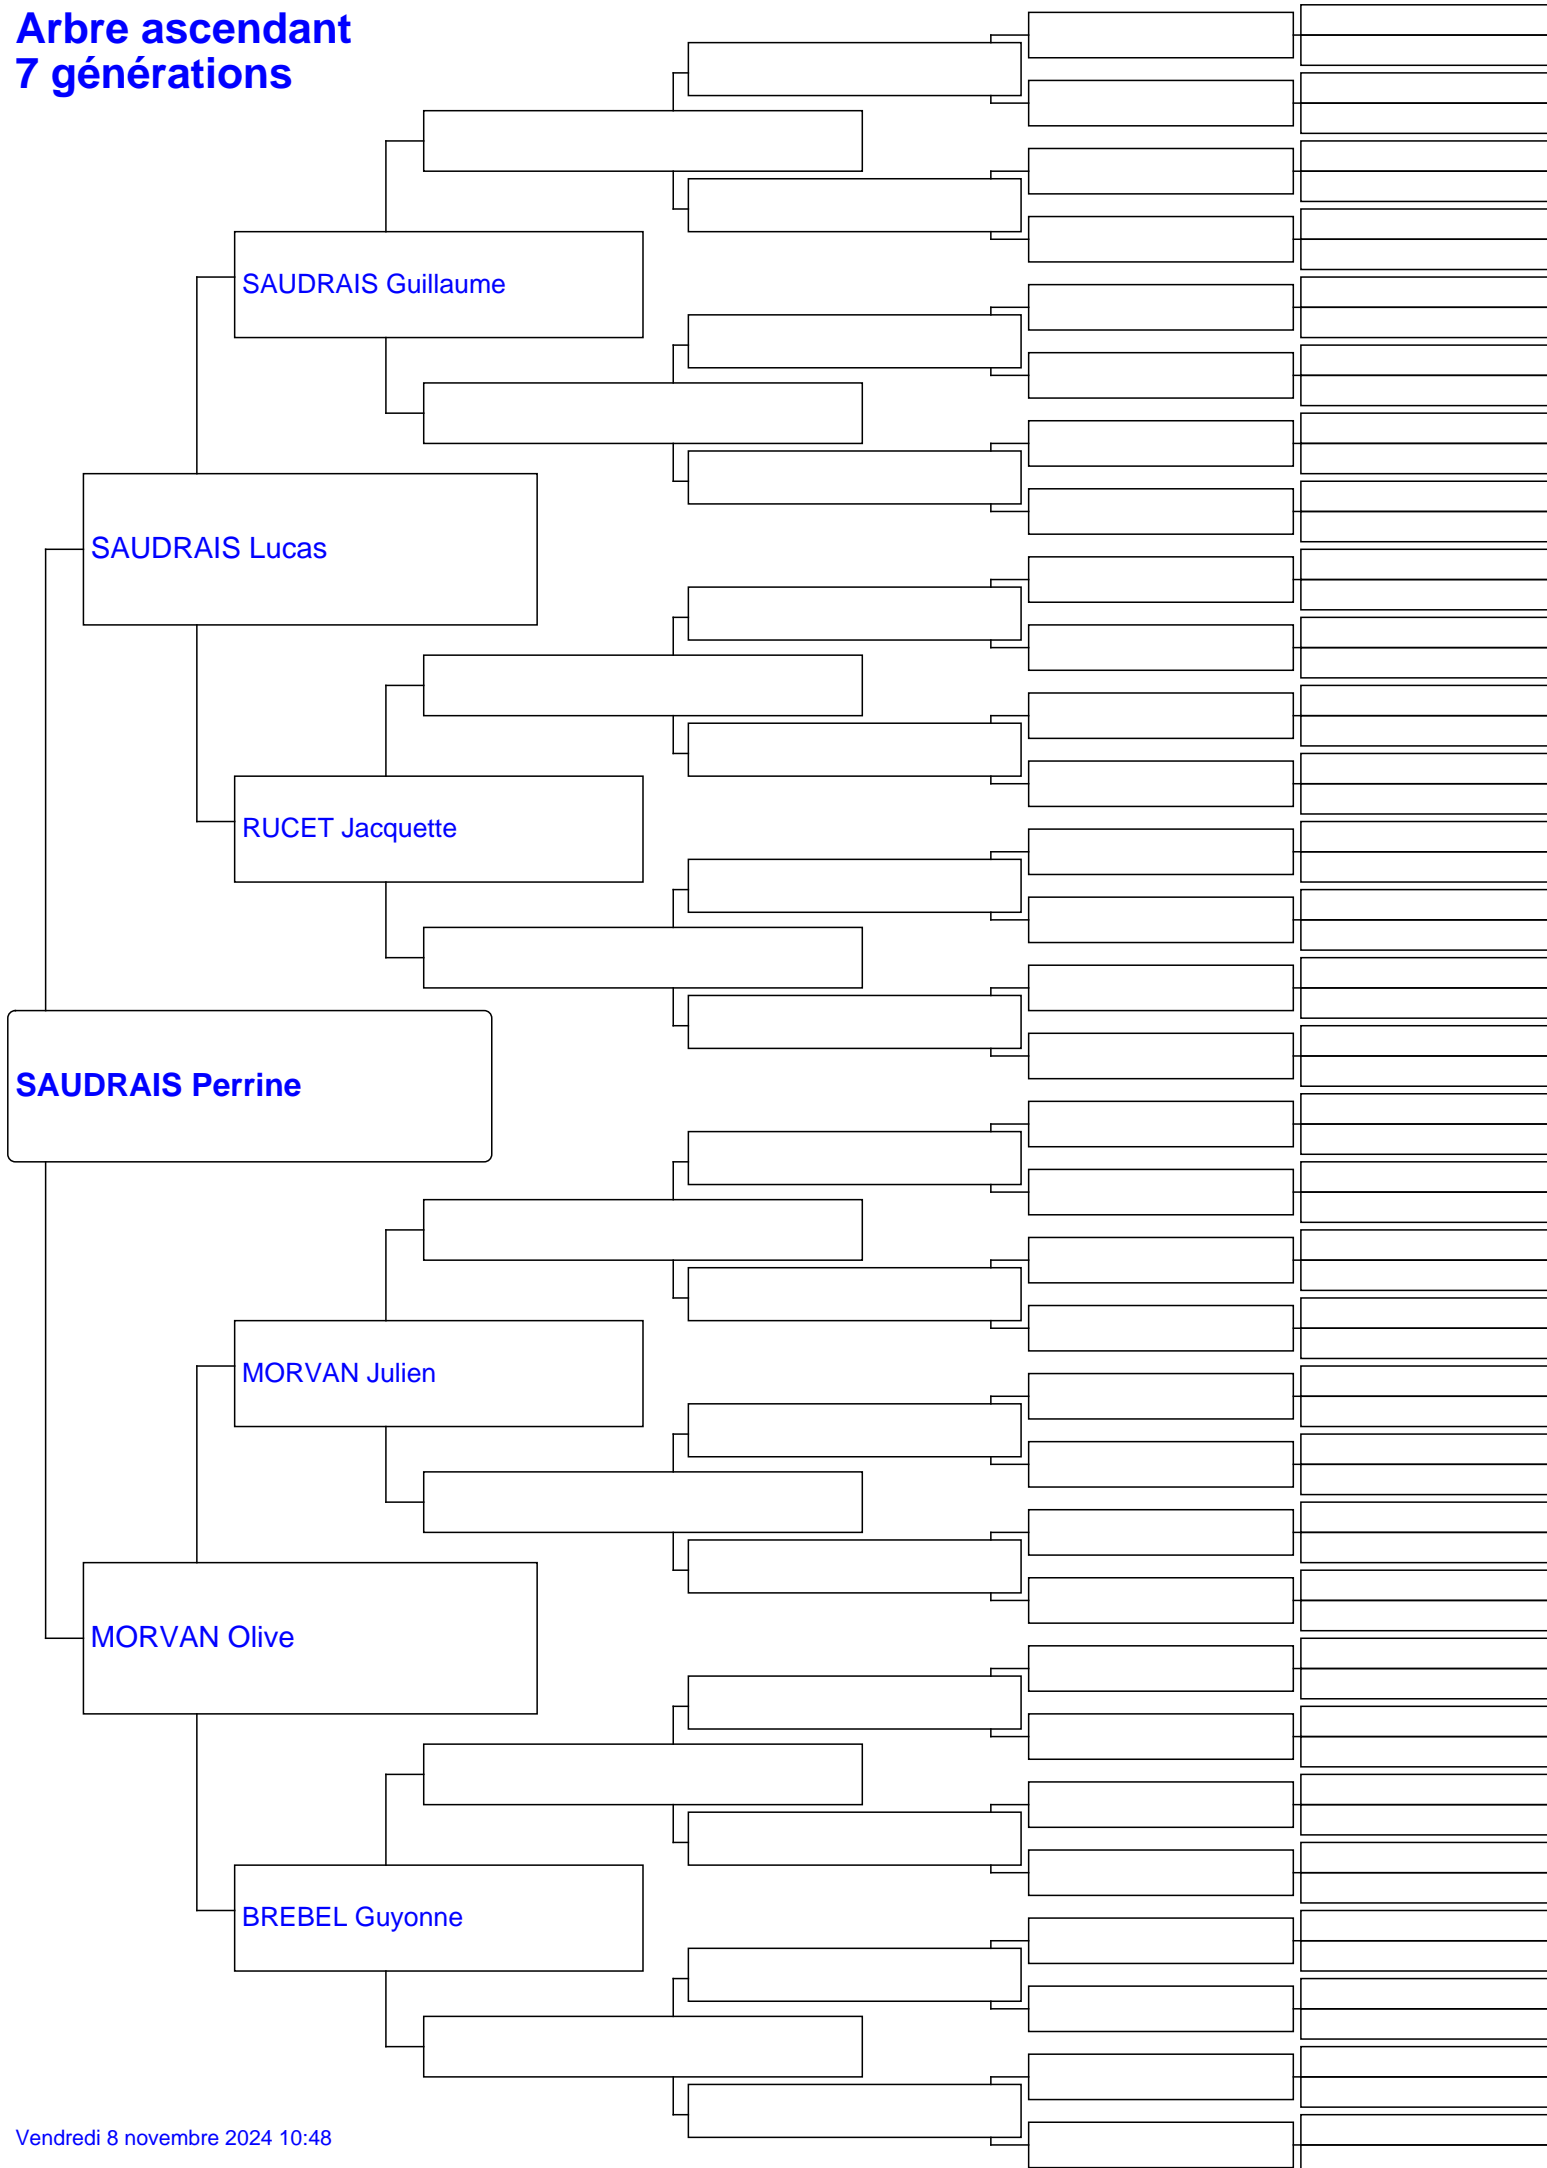 Arbre ascendant
7 générations
SAUDRAIS Guillaume
SAUDRAIS Lucas
RUCET Jacquette
SAUDRAIS Perrine
MORVAN Julien
MORVAN Olive
BREBEL Guyonne
Vendredi 8 novembre 2024 10:48